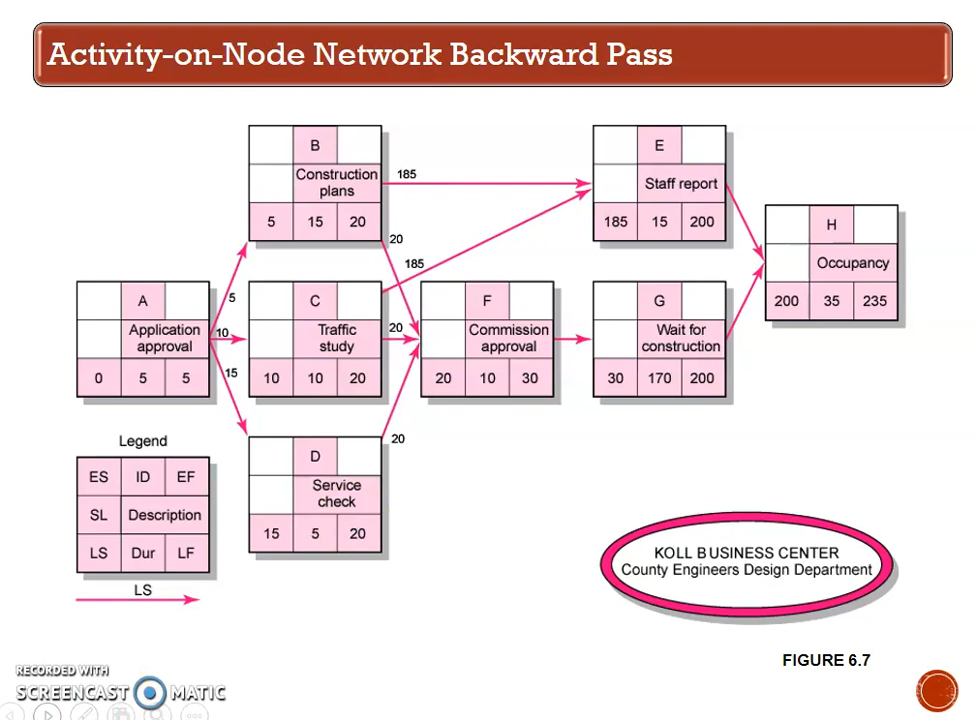 Activity-on-Node Network Backward Pass
B
Construction
plans
5 15 20
185
20
185
E
Staff report
185 15 200
H
Occupancy
200 35 235
A
Application
approval
0 5 5
5
10
15
C
Traffic
study
10 10 20
20
F
Commission
approval
20 10 30
G
Wait for
construction
30 170 200
D
Service
check
15 5 20
20
Legend
ES ID EF
SL Description
LS Dur LF
LS
KOLL BUSINESS CENTER
County Engineers Design Department
FIGURE 6.7
RECORDED WITH
SCREENCAST MATIC